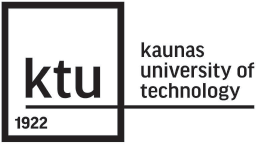 ktu
1922
kaunas
university of
technology